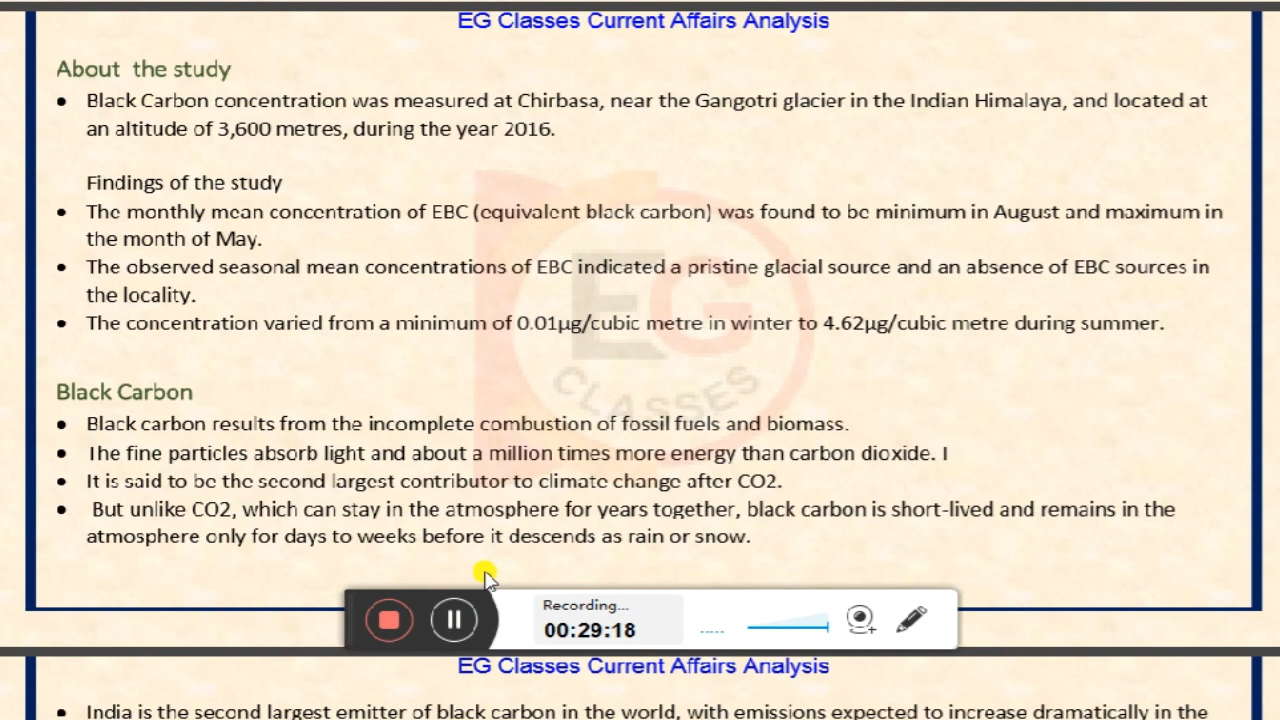 EG Classes Current Affairs Analysis
About the study
• Black Carbon concentration was measured at Chirbasa, near the Gangotri glacier in the Indian Himalaya, and located at
an altitude of 3,600 metres, during the year 2016.
Findings of the study
• The monthly mean concentration of EBC (equivalent black carbon) was found to be minimum in August and maximum in
the month of May.
• The observed seasonal mean concentrations of EBC indicated a pristine glacial source and an absence of EBC sources in
the locality.
• The concentration varied from a minimum of 0.01µg/cubic metre in winter to 4.62µg/cubic metre during summer.
EG
CLASSES
Black Carbon
• Black carbon results from the incomplete combustion of fossil fuels and biomass.
• The fine particles absorb light and about a million times more energy than carbon dioxide. I
• It is said to be the second largest contributor to climate change after CO2.
• But unlike CO2, which can stay in the atmosphere for years together, black carbon is short-lived and remains in the
atmosphere only for days to weeks before it descends as rain or snow.
Recording...
00:29:18
EG Classes Current Affairs Analysis
• India is the second largest emitter of black carbon in the world, with emissions expected to increase dramatically in the